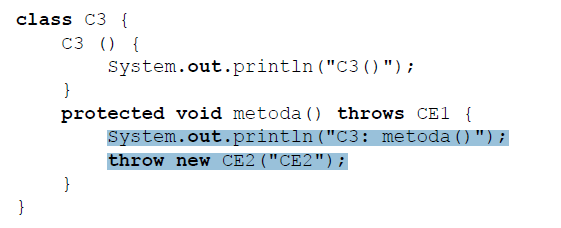 class C3 {
    C3 () {
        System.out.println("C3()");
    }
    protected void metoda() throws CE1 {
        System.out.println("C3: metoda()");
        throw new CE2("CE2");
    }
}